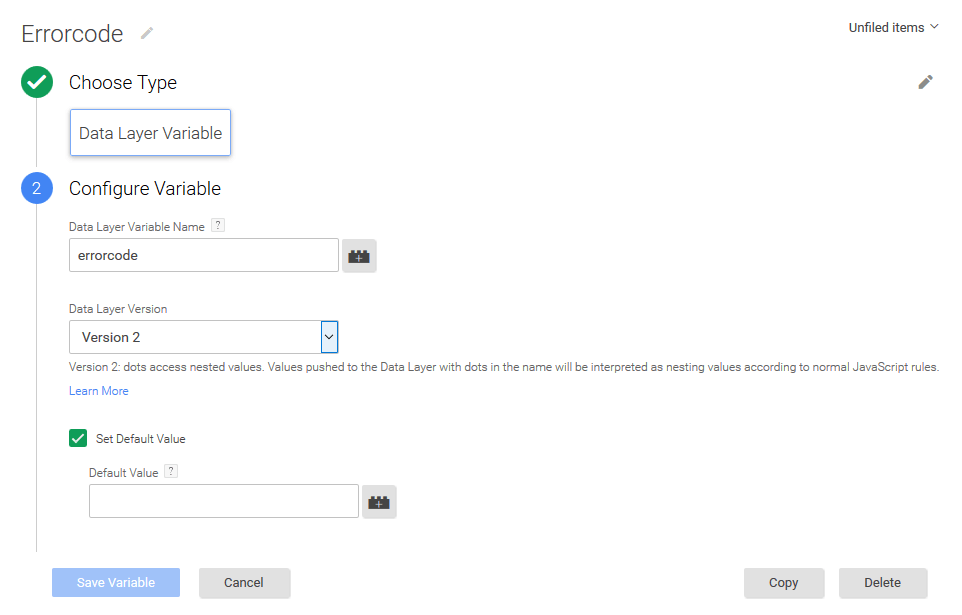 Errorcode
Unfiled items
Choose Type
Data Layer Variable
2
Configure Variable
Data Layer Variable Name ?
errorcode
Data Layer Version
Version 2
Version 2: dots access nested values. Values pushed to the Data Layer with dots in the name will be interpreted as nesting values according to normal JavaScript rules.
Learn More
Set Default Value
Default Value ?
Save Variable
Cancel
Copy
Delete